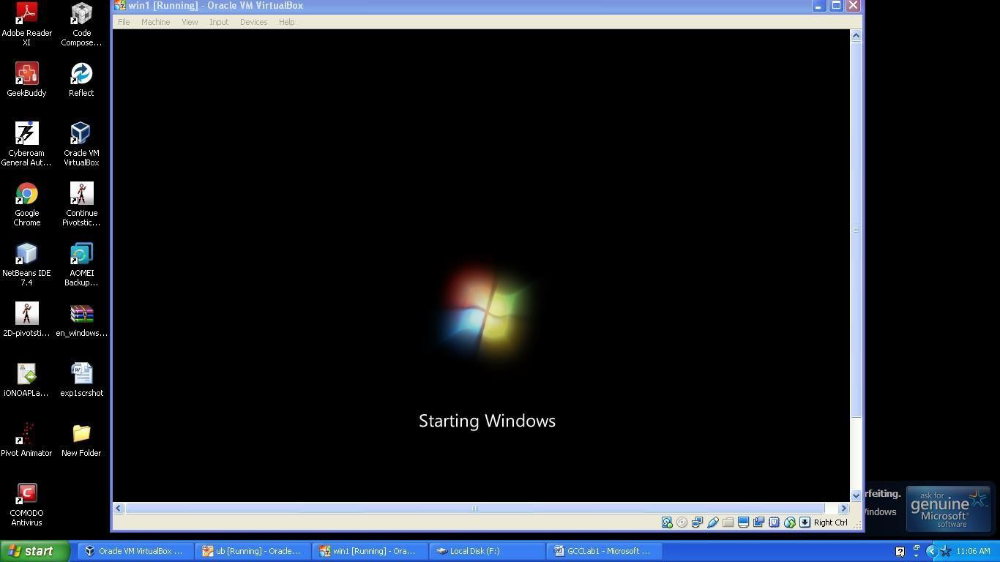 win1 [Running] - Oracle VM VirtualBox
File Machine View Input Devices Help
Adobe Reader
XI
Code
Compose...
GeekBuddy
Reflect
Cyberoam
General Aut...
Oracle VM
VirtualBox
Google
Chrome
Continue
Pivotstic...
NetBeans IDE
7.4
AOMEI
Backup...
2D-pivotsti...
en_windows...
iONOAPLa...
exp1scrshot
Pivot Animator
New Folder
COMODO
Antivirus
Starting Windows
Right Ctrl
rfeiting.
Windows
ask for
genuine
Microsoft
software
start
Oracle VM VirtualBox ...
ub [Running] - Oracle...
win1 [Running] - Ora...
Local Disk (F:)
GCCLab1 - Microsoft ...
11:06 AM